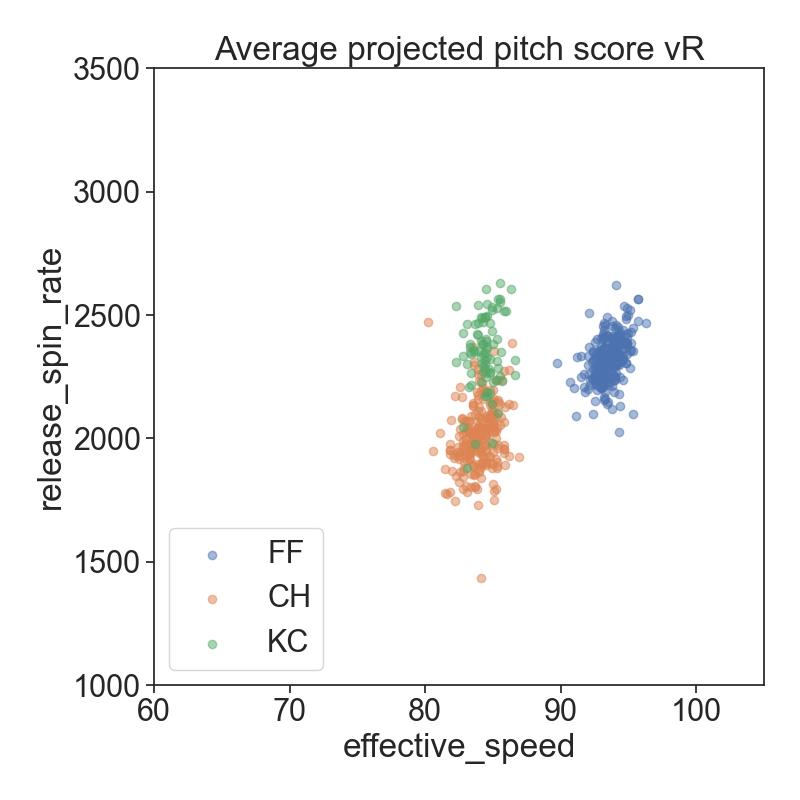 Average projected pitch score vR
3500
3000
2500
2000
1500
1000
release_spin_rate
FF
CH
KC
60
70
80
90
100
effective_speed